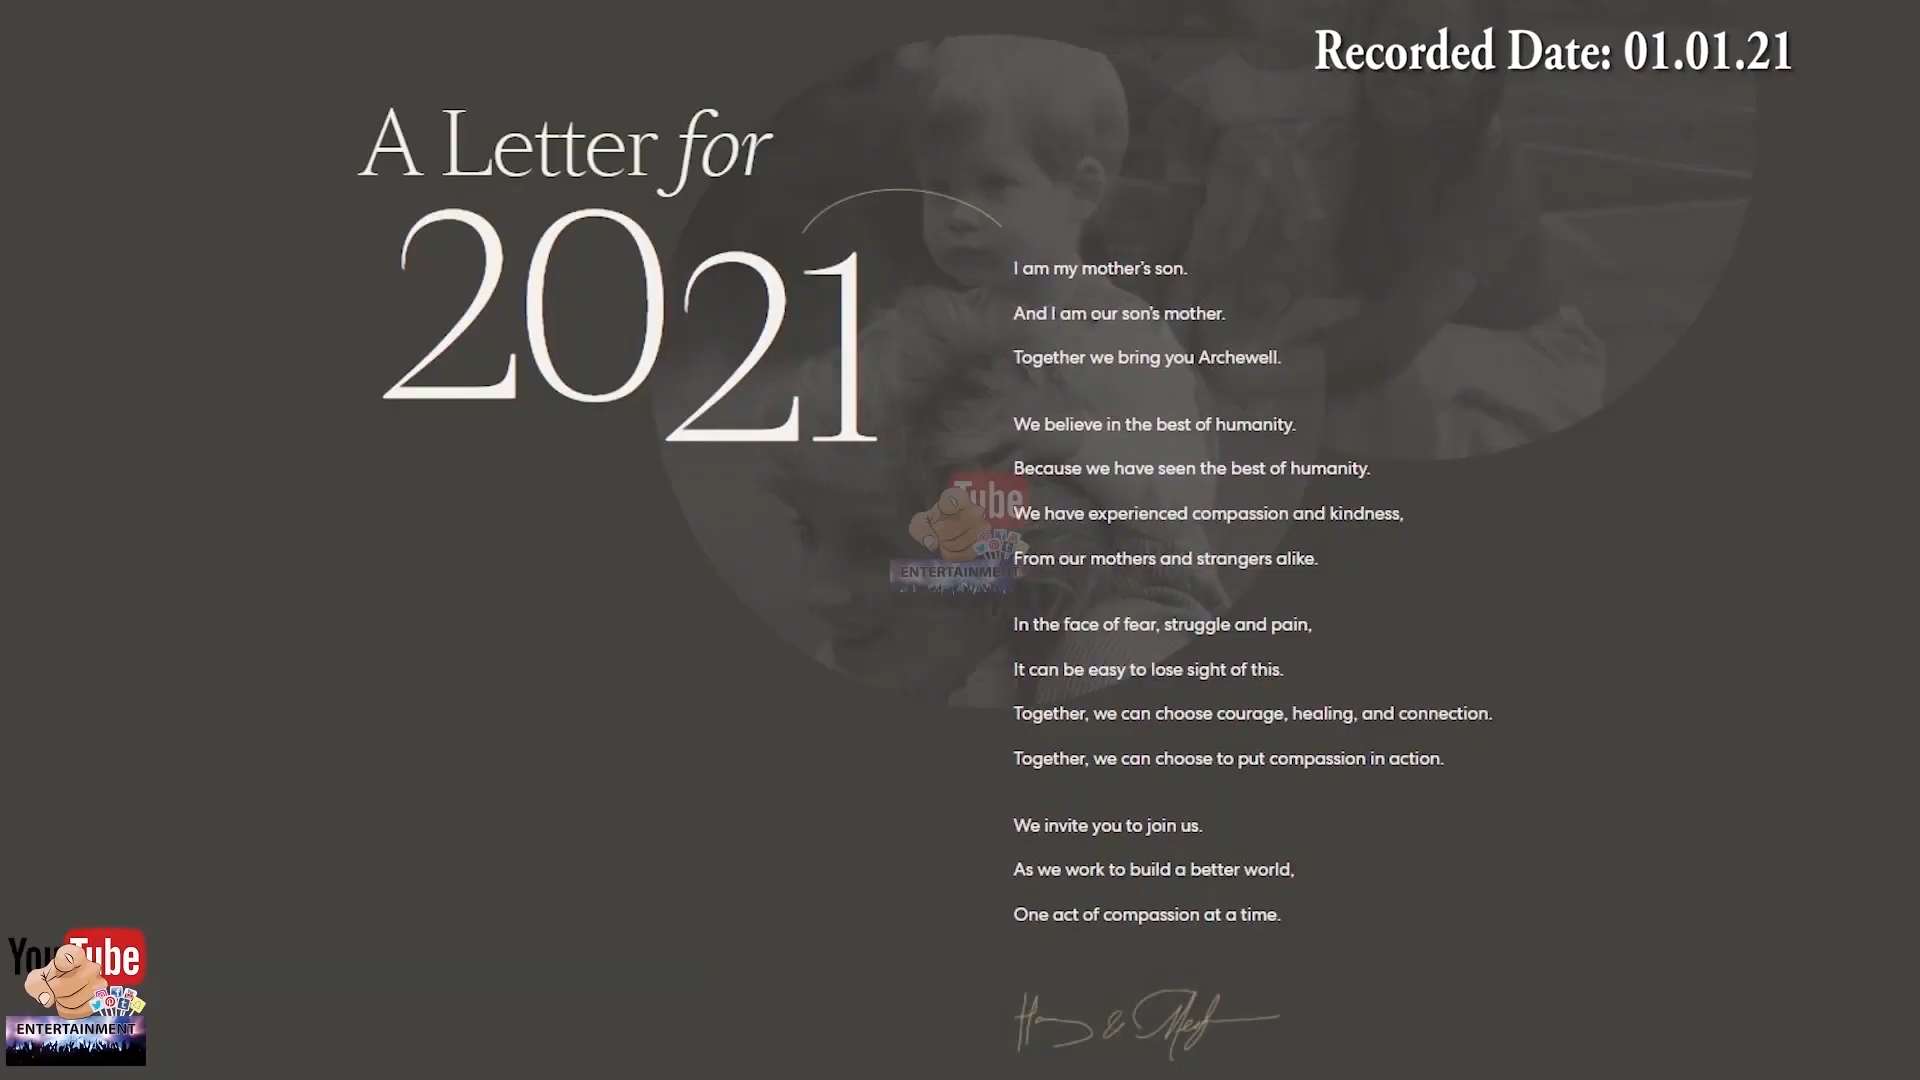 Recorded Date: 01.01.21
A Letter for
2021
I am my mother's son.
And I am our son's mother.
Together we bring you Archewell.
We believe in the best of humanity.
Because we have seen the best of humanity.
We have experienced compassion and kindness,
From our mothers and strangers alike.
In the face of fear, struggle and pain,
It can be easy to lose sight of this.
Together, we can choose courage, healing, and connection.
Together, we can choose to put compassion in action.
We invite you to join us.
As we work to build a better world,
One act of compassion at a time.
Harry & Meghan
Tube
ENTERTAINMENT
YouTube
ENTERTAINMENT